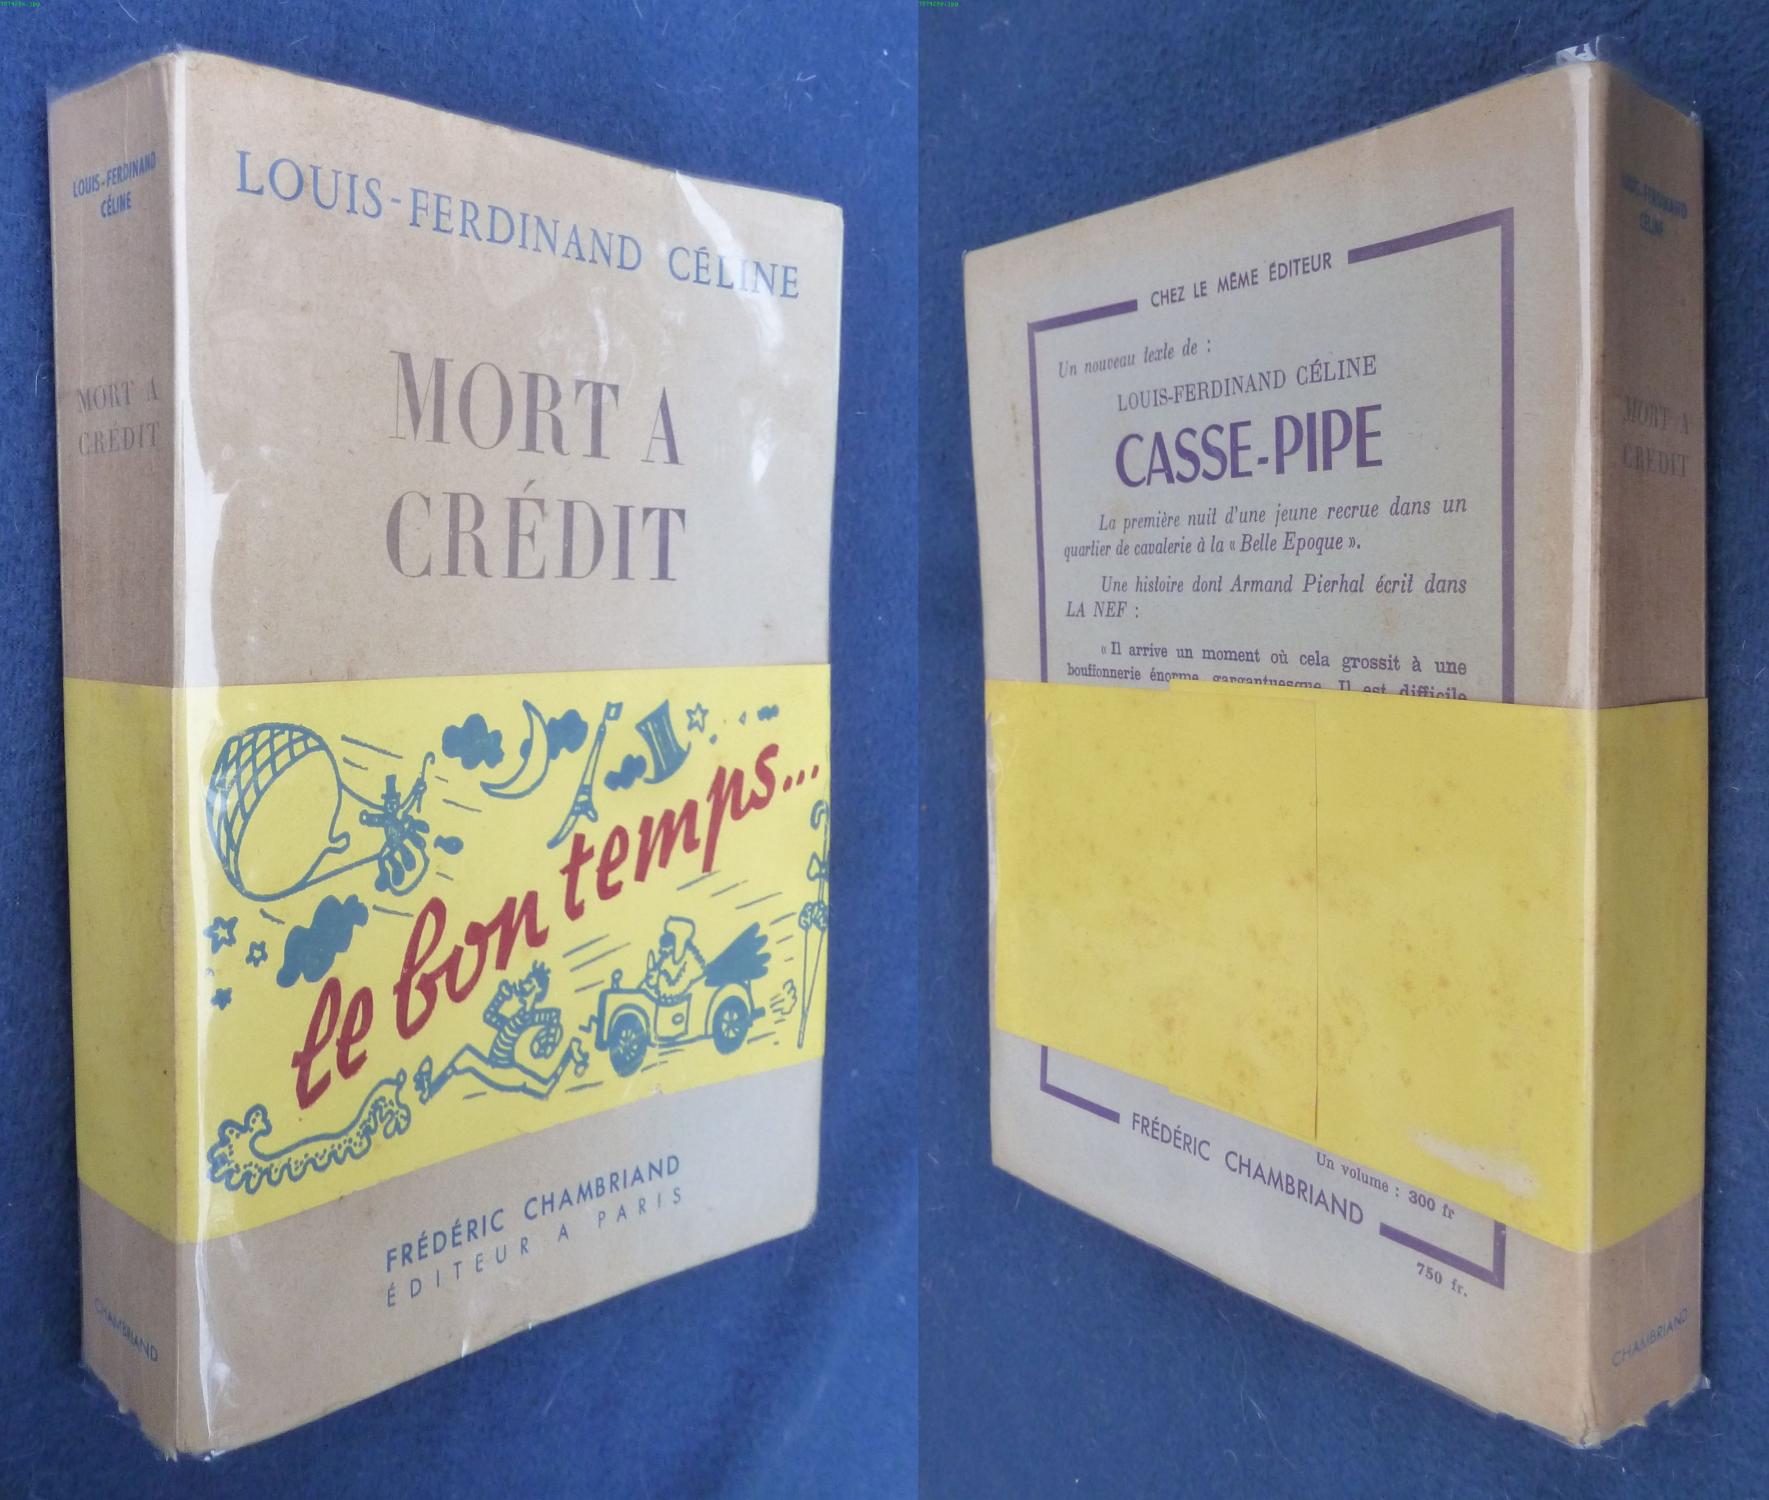 LOUIS-FERDINAND
CÉLINE
MORT A
CRÉDIT
CHAMBRIAND
LOUIS-FERDINAND CÉLINE
MORT A
CRÉDIT
le bon temps...
FRÉDÉRIC CHAMBRIAND
ÉDITEUR A PARIS
CHEZ LE MÊME ÉDITEUR
Un nouveau texte de :
LOUIS-FERDINAND CÉLINE
CASSE-PIPE
La première nuit d'une jeune recrue dans un
quartier de cavalerie à la « Belle Epoque ».
Une histoire dont Armand Pierhal écrit dans
LA NEF :
« Il arrive un moment où cela grossit à une
bouffonnerie énorme, gargantuesque. Il est difficile
Un volume : 300 fr
FRÉDÉRIC CHAMBRIAND
750 fr.
LOUIS-FERDINAND
CÉLINE
MORT A
CRÉDIT
CHAMBRIAND